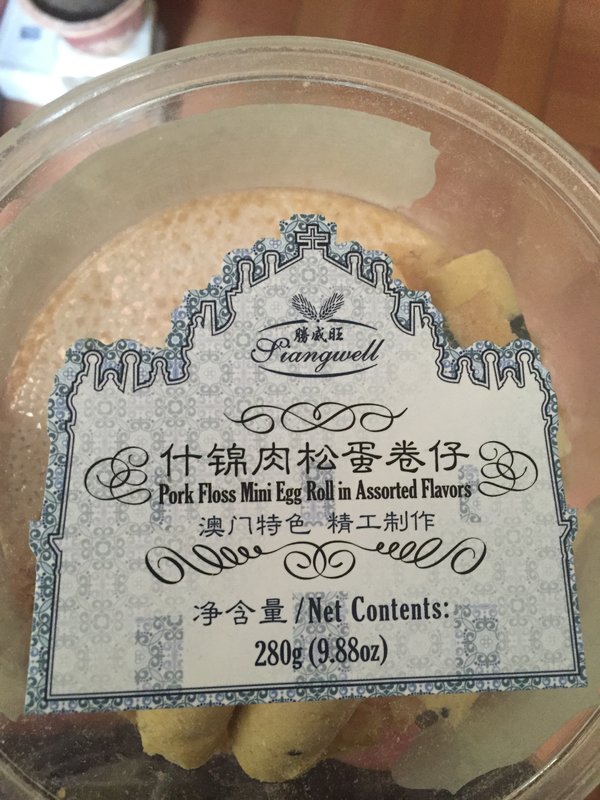 勝威旺
Siangwell
什锦肉松蛋卷仔
Pork Floss Mini Egg Roll in Assorted Flavors
澳门特色 精工制作
净含量/Net Contents:
280g (9.88oz)